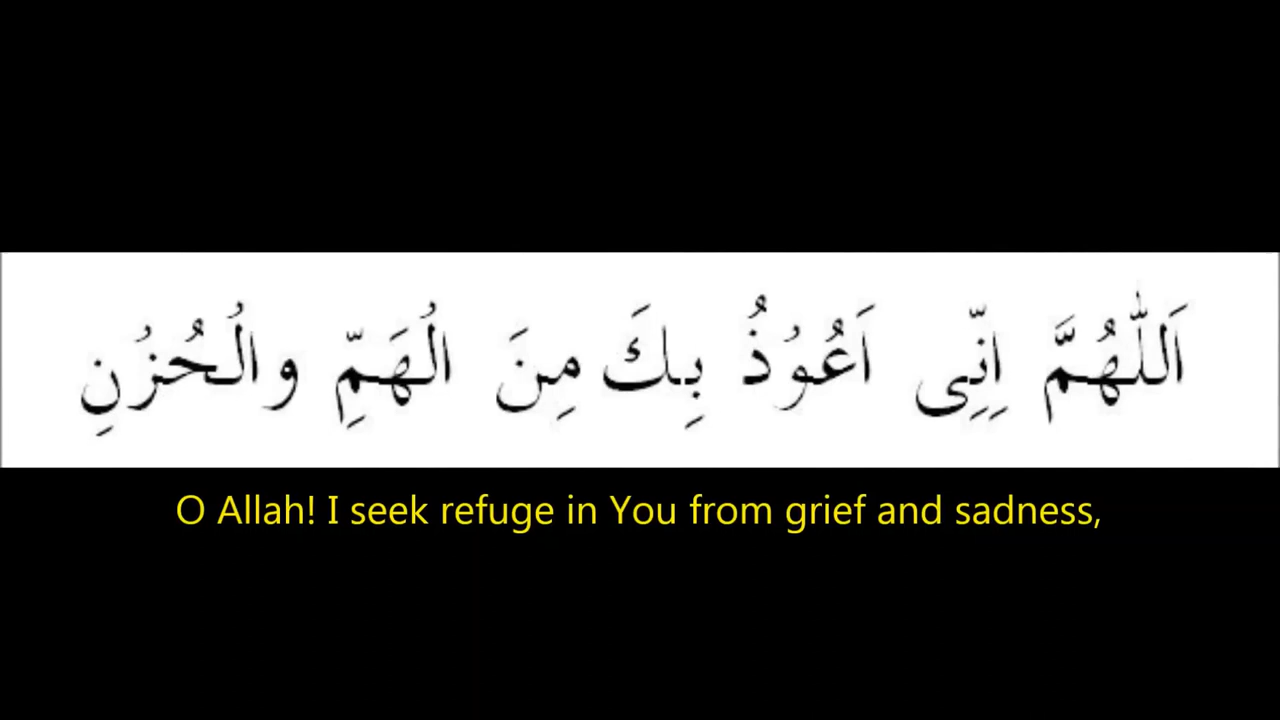 اَللّٰهُمَّ اِنِّی اَعُوْذُ بِكَ مِنَ الْهَمِّ والْحُزْنِ
O Allah! I seek refuge in You from grief and sadness,